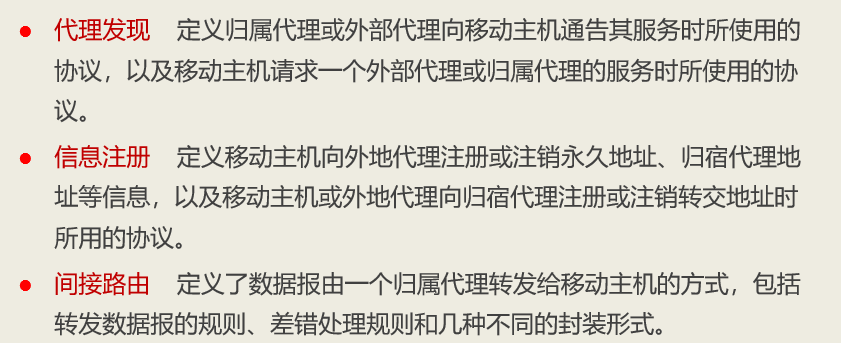 ● 代理发现 定义归属代理或外部代理向移动主机通告其服务时所使用的
协议，以及移动主机请求一个外部代理或归属代理的服务时所使用的协
议。
● 信息注册 定义移动主机向外地代理注册或注销永久地址、归宿代理地
址等信息，以及移动主机或外地代理向归宿代理注册或注销转交地址时
所用的协议。
● 间接路由 定义了数据报由一个归属代理转发给移动主机的方式，包括
转发数据报的规则、差错处理规则和几种不同的封装形式。